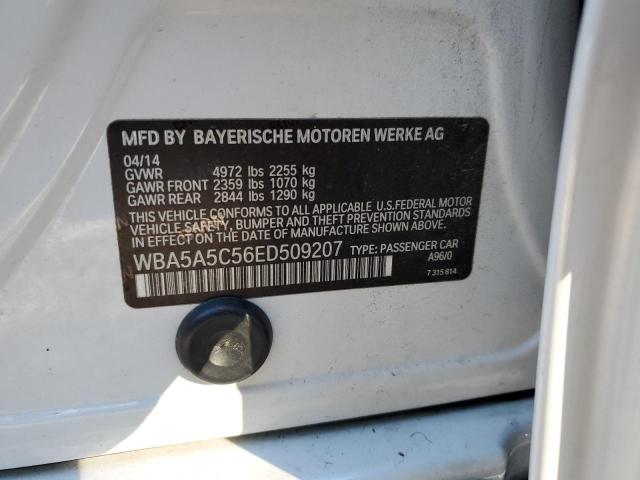 MFD BY BAYERISCHE MOTOREN WERKE AG
04/14
GVWR 4972 lbs 2255 kg
GAWR FRONT 2359 lbs 1070 kg
GAWR REAR 2844 lbs 1290 kg
THIS VEHICLE CONFORMS TO ALL APPLICABLE U.S.FEDERAL MOTOR
VEHICLE SAFETY, BUMPER, AND THEFT PREVENTION STANDARDS
IN EFFECT ON THE DATE OF MANUFACTURE SHOWN ABOVE.
WBA5A5C56ED509207 TYPE: PASSENGER CAR
A96/0
7 315 614